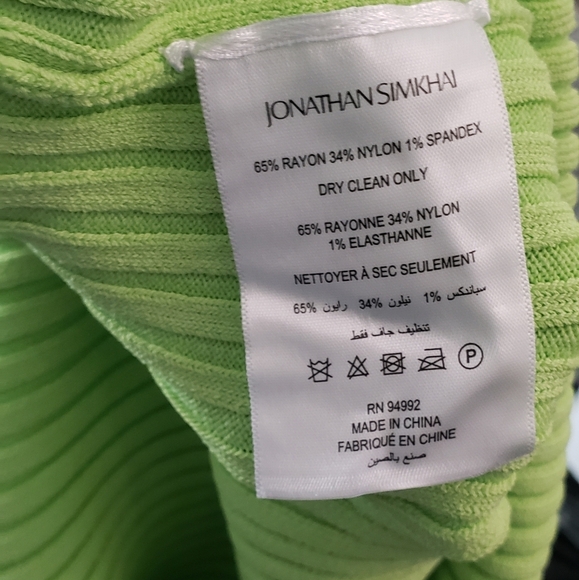 JONATHAN SIMKHAI
65% RAYON 34% NYLON 1% SPANDEX
DRY CLEAN ONLY
65% RAYONNE 34% NYLON
1% ELASTHANNE
NETTOYER À SEC SEULEMENT
65% رايون 34% نيلون 1% سباندكس
تنظيف جاف فقط
P
RN 94992
MADE IN CHINA
FABRIQUÉ EN CHINE
صنع بالصين